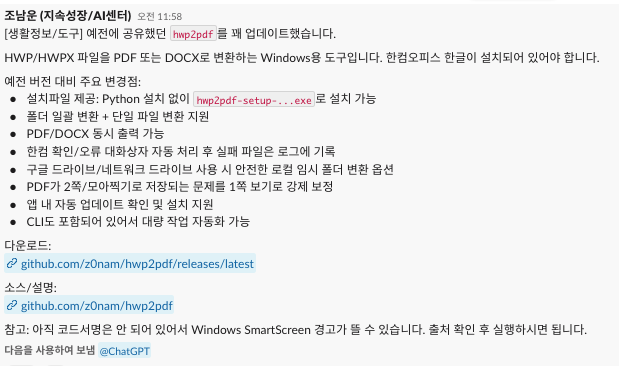 조남운 (지속성장/AI센터) 오전 11:58
[생활정보/도구] 예전에 공유했던 hwp2pdf 를 꽤 업데이트했습니다.
HWP/HWPX 파일을 PDF 또는 DOCX로 변환하는 Windows용 도구입니다. 한컴오피스 한글이 설치되어 있어야 합니다.
예전 버전 대비 주요 변경점:
● 설치파일 제공: Python 설치 없이 hwp2pdf-setup-...exe 로 설치 가능
● 폴더 일괄 변환 + 단일 파일 변환 지원
● PDF/DOCX 동시 출력 가능
● 한컴 확인/오류 대화상자 자동 처리 후 실패 파일은 로그에 기록
● 구글 드라이브/네트워크 드라이브 사용 시 안전한 로컬 임시 폴더 변환 옵션
● PDF가 2쪽/모아찍기로 저장되는 문제를 1쪽 보기로 강제 보정
● 앱 내 자동 업데이트 확인 및 설치 지원
● CLI도 포함되어 있어서 대량 작업 자동화 가능
다운로드:
github.com/z0nam/hwp2pdf/releases/latest
소스/설명:
github.com/z0nam/hwp2pdf
참고: 아직 코드서명은 안 되어 있어서 Windows SmartScreen 경고가 뜰 수 있습니다. 출처 확인 후 실행하시면 됩니다.
다음을 사용하여 보냄 @ChatGPT